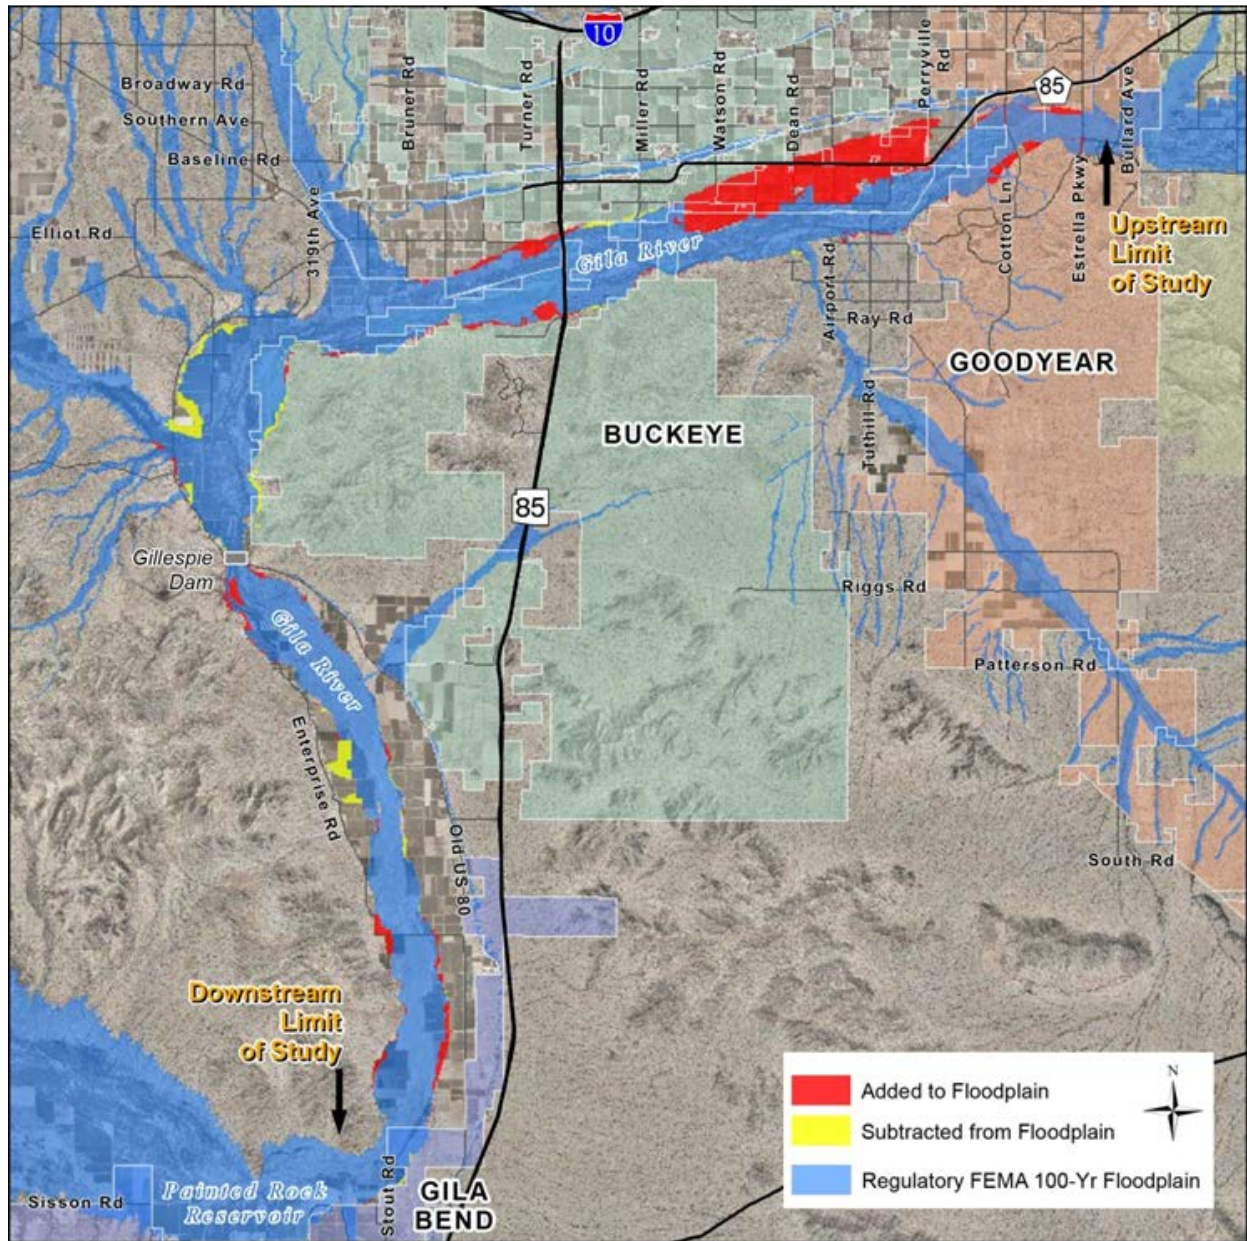 10
Broadway Rd
Southern Ave
Baseline Rd
Elliot Rd
319th Ave
Bruner Rd
Turner Rd
Miller Rd
Watson Rd
Dean Rd
Perryville
Rd
85
Bullard Ave
Estrella Pkwy
Cotton Ln
Upstream
Limit
of Study
Gila River
Airport Rd
Ray Rd
GOODYEAR
Tuthill Rd
BUCKEYE
85
Gillespie
Dam
Riggs Rd
Gila River
Patterson Rd
Enterprise Rd
Old US 80
South Rd
Downstream
Limit
of Study
Sisson Rd
Painted Rock
Reservoir
Stout Rd
GILA
BEND
N
Added to Floodplain
Subtracted from Floodplain
Regulatory FEMA 100-Yr Floodplain